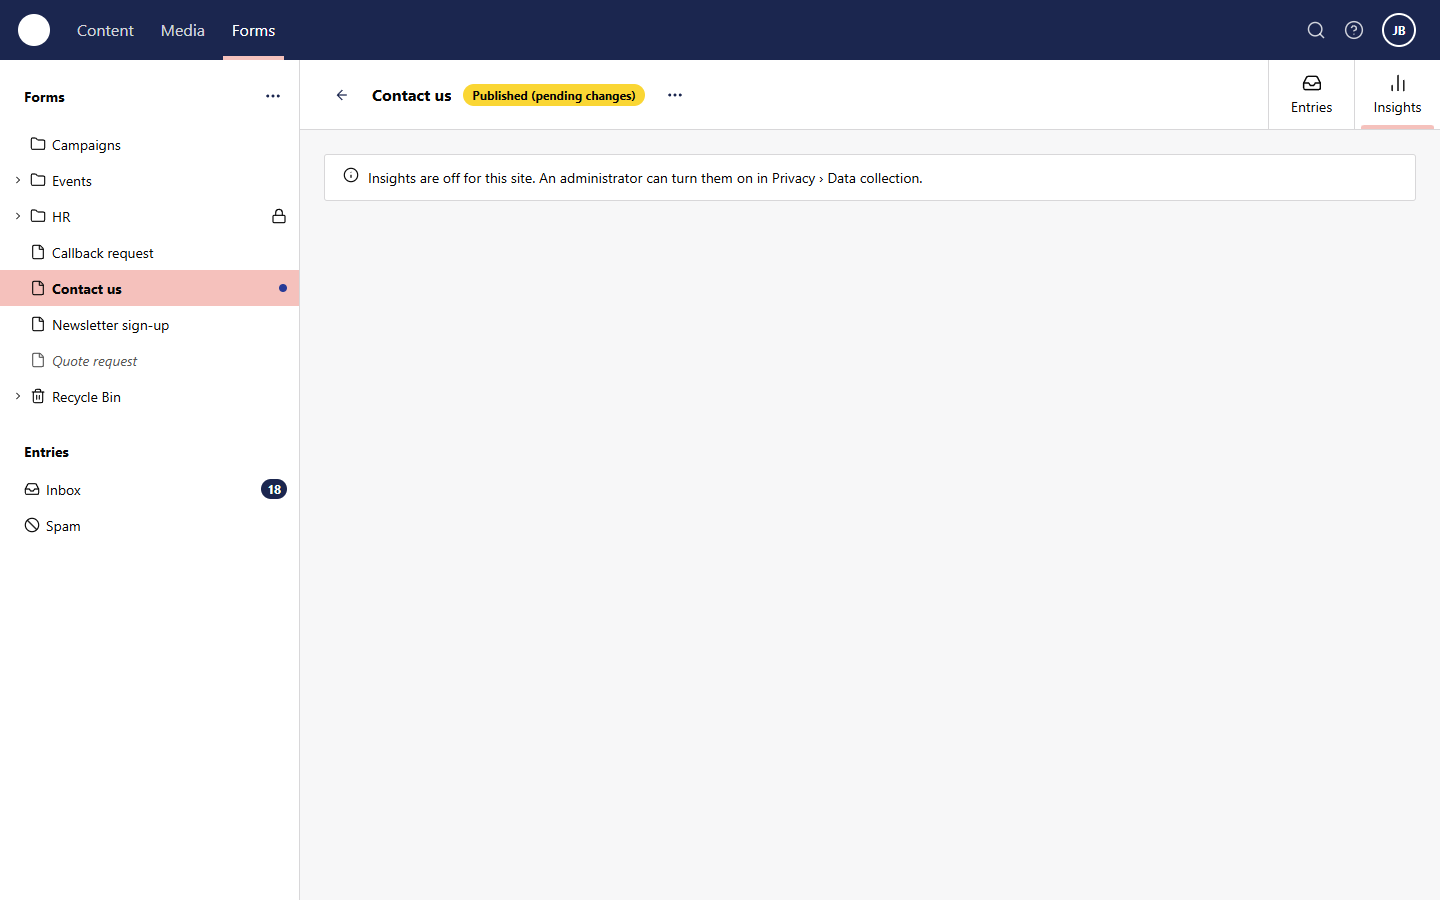 Content Media Forms
JB
Forms
Campaigns
Events
HR
Callback request
Contact us
Newsletter sign-up
Quote request
Recycle Bin
Entries
Inbox 18
Spam
Contact us Published (pending changes)
Entries
Insights
Insights are off for this site. An administrator can turn them on in Privacy › Data collection.